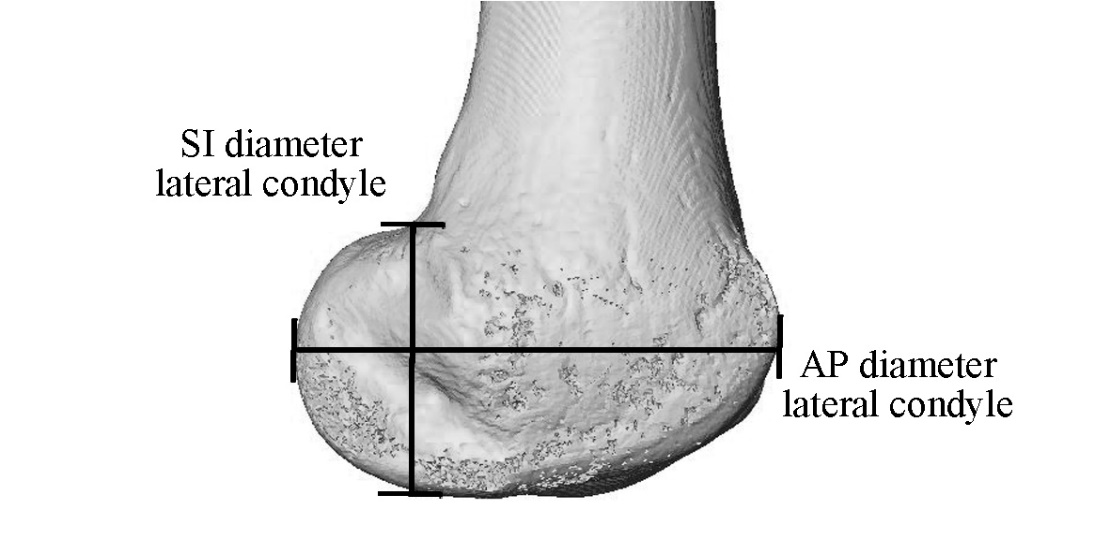 SI diameter
lateral condyle
AP diameter
lateral condyle